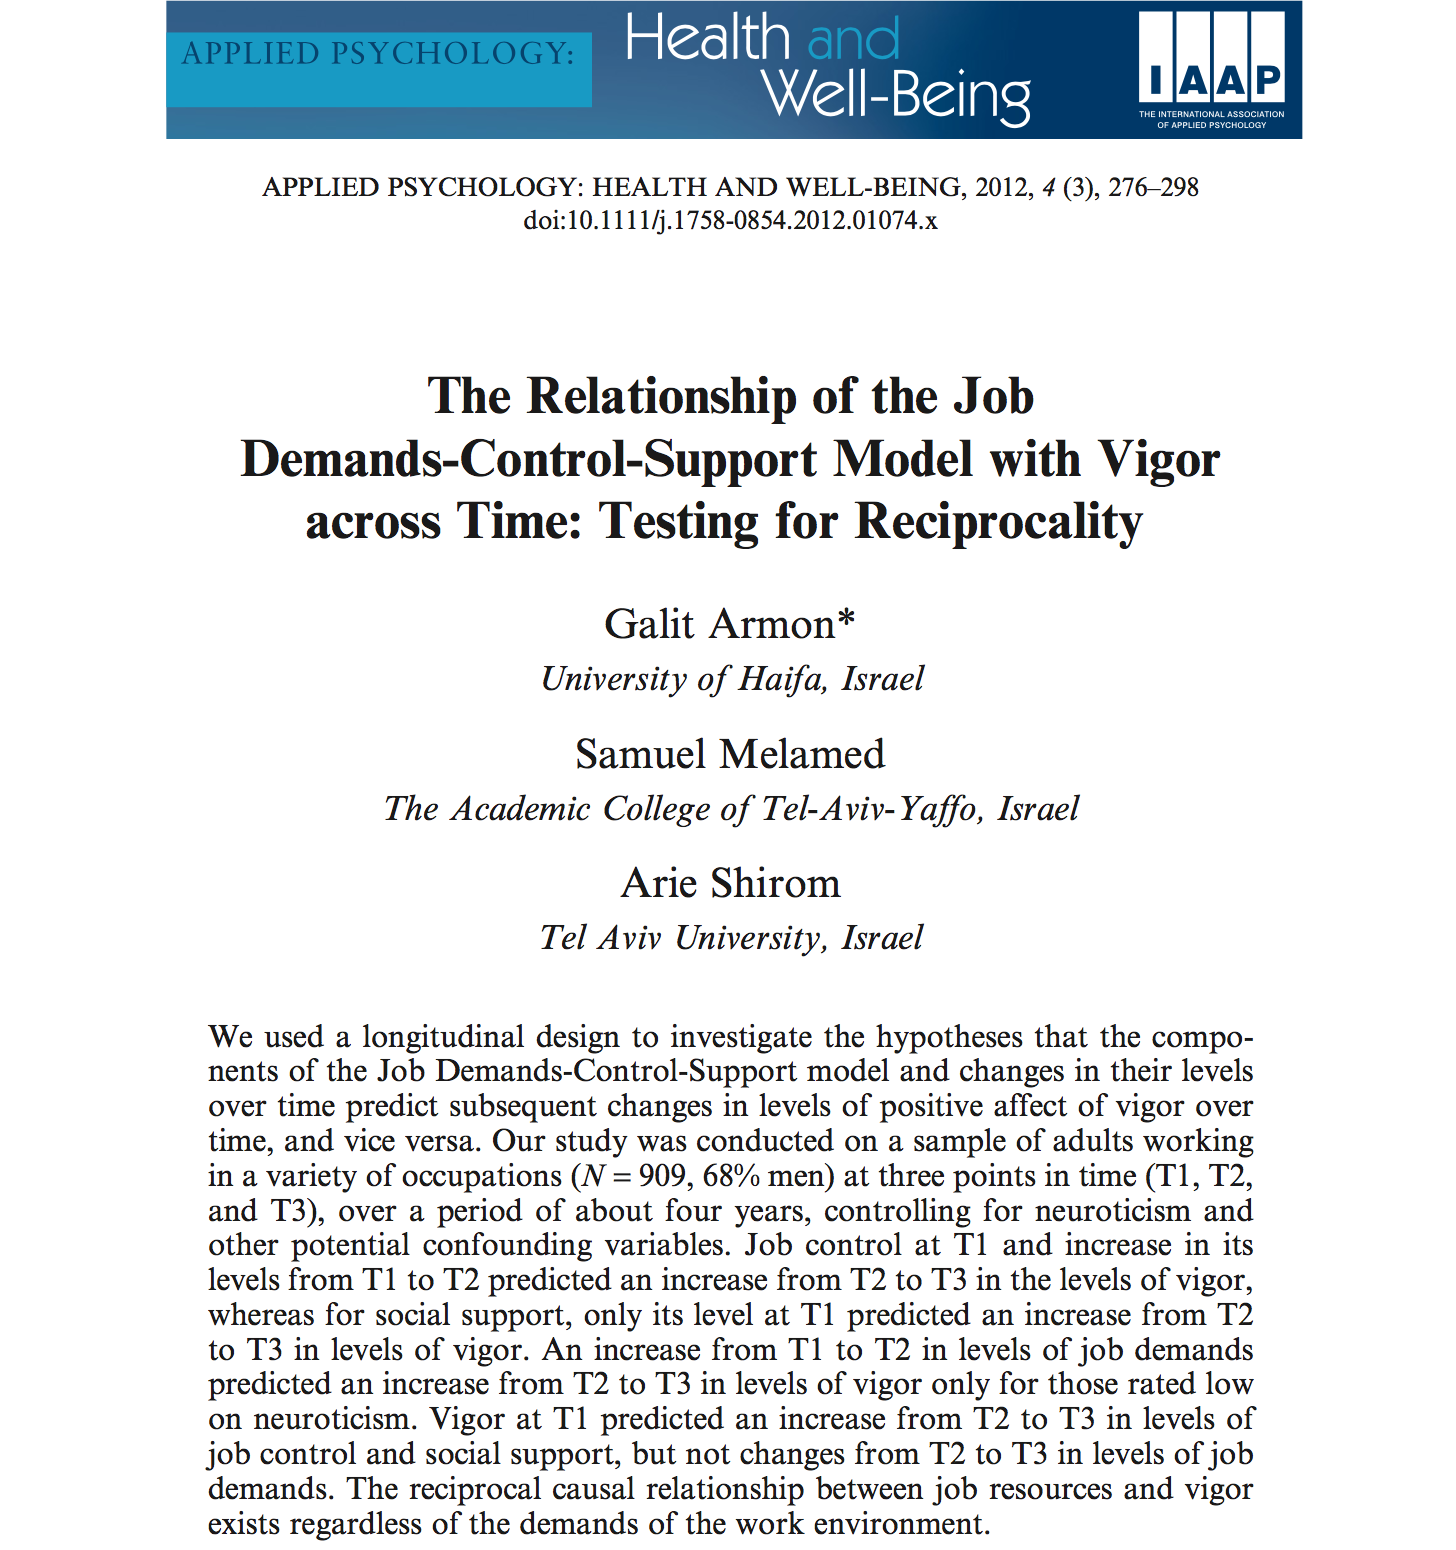 APPLIED PSYCHOLOGY:
Health and
Well-Being
IAAP
THE INTERNATIONAL ASSOCIATION
OF APPLIED PSYCHOLOGY
APPLIED PSYCHOLOGY: HEALTH AND WELL-BEING, 2012, 4 (3), 276–298
doi:10.1111/j.1758-0854.2012.01074.x
The Relationship of the Job
Demands-Control-Support Model with Vigor
across Time: Testing for Reciprocality
Galit Armon*
University of Haifa, Israel
Samuel Melamed
The Academic College of Tel-Aviv-Yaffo, Israel
Arie Shirom
Tel Aviv University, Israel
We used a longitudinal design to investigate the hypotheses that the compo-
nents of the Job Demands-Control-Support model and changes in their levels
over time predict subsequent changes in levels of positive affect of vigor over
time, and vice versa. Our study was conducted on a sample of adults working
in a variety of occupations (N = 909, 68% men) at three points in time (T1, T2,
and T3), over a period of about four years, controlling for neuroticism and
other potential confounding variables. Job control at T1 and increase in its
levels from T1 to T2 predicted an increase from T2 to T3 in the levels of vigor,
whereas for social support, only its level at T1 predicted an increase from T2
to T3 in levels of vigor. An increase from T1 to T2 in levels of job demands
predicted an increase from T2 to T3 in levels of vigor only for those rated low
on neuroticism. Vigor at T1 predicted an increase from T2 to T3 in levels of
job control and social support, but not changes from T2 to T3 in levels of job
demands. The reciprocal causal relationship between job resources and vigor
exists regardless of the demands of the work environment.